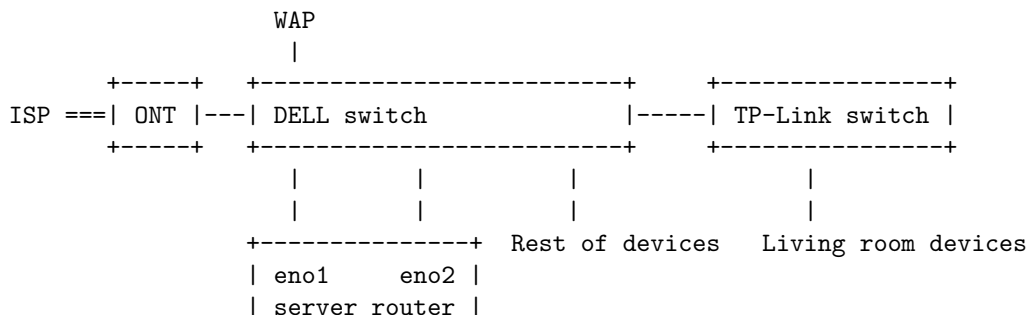 WAP
|
+-----+ +--------------------------+ +---------------+
ISP ===| ONT |---| DELL switch |-----| TP-Link switch |
+-----+ +--------------------------+ +---------------+
| | | |
| | | |
+---------------+ Rest of devices Living room devices
| eno1 eno2 |
| server router |